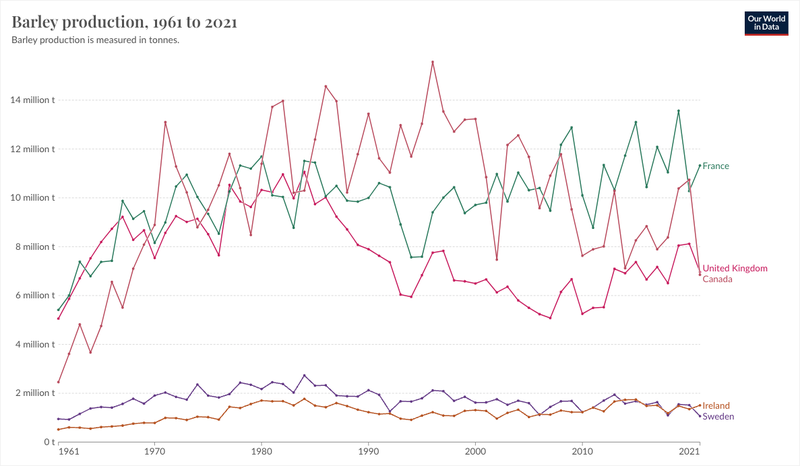 Barley production, 1961 to 2021
Barley production is measured in tonnes.
Our World
in Data
14 million t
12 million t
10 million t
8 million t
6 million t
4 million t
2 million t
0 t
1961
1970
1980
1990
2000
2010
2021
France
United Kingdom
Canada
Ireland
Sweden